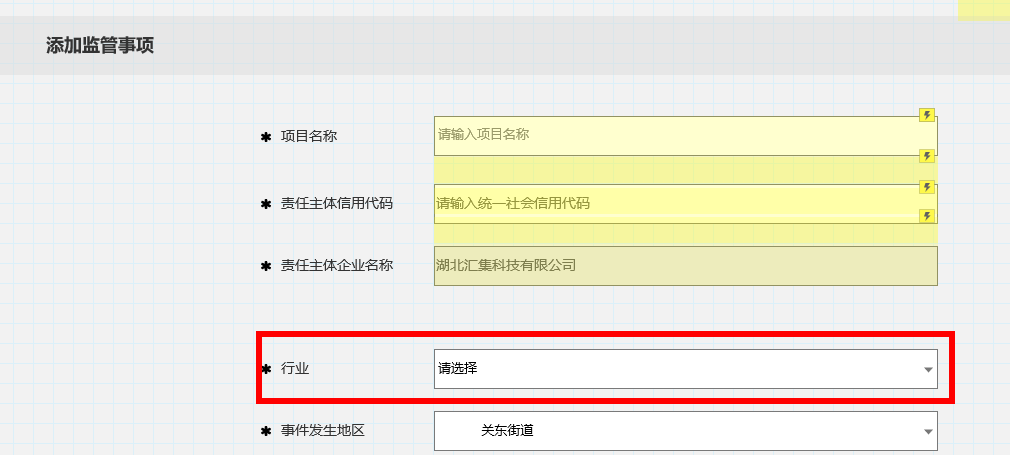 添加监管事项
✱ 项目名称 请输入项目名称
✱ 责任主体信用代码 请输入统一社会信用代码
✱ 责任主体企业名称 湖北汇集科技有限公司
✱ 行业 请选择
✱ 事件发生地区 关东街道